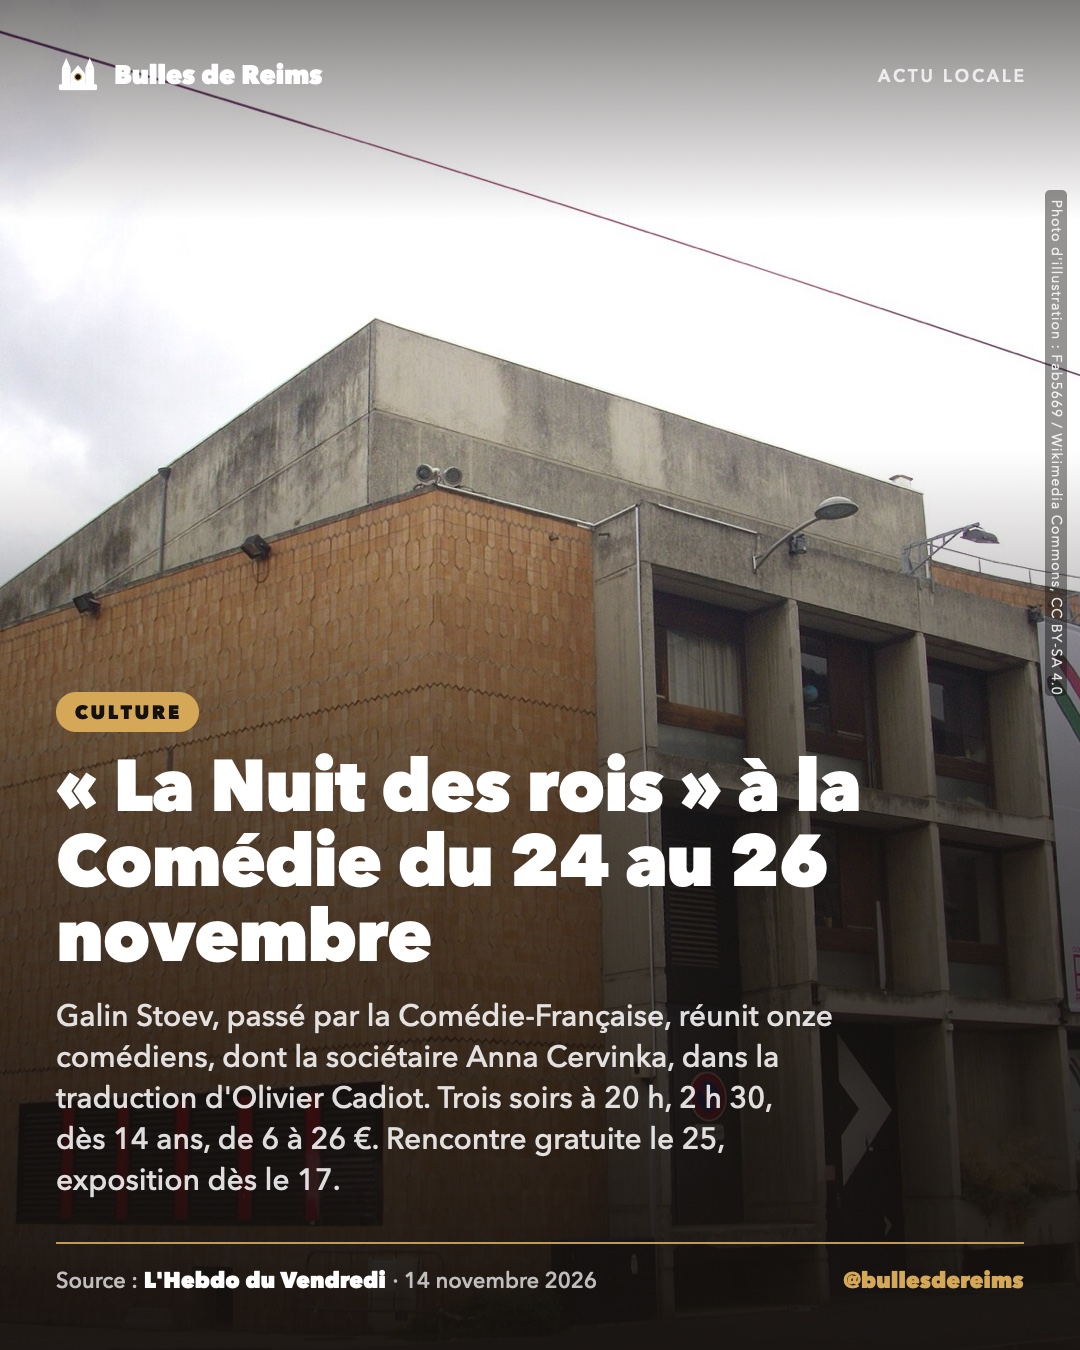 Bulles de Reims
ACTU LOCALE
Photo d'illustration : Fab5669 / Wikimedia Commons, CC BY-SA 4.0
CULTURE
« La Nuit des rois » à la
Comédie du 24 au 26
novembre
Galin Stoev, passé par la Comédie-Française, réunit onze
comédiens, dont la sociétaire Anna Cervinka, dans la
traduction d'Olivier Cadiot. Trois soirs à 20 h, 2 h 30,
dès 14 ans, de 6 à 26 €. Rencontre gratuite le 25,
exposition dès le 17.
Source : L'Hebdo du Vendredi · 14 novembre 2026
@bullesdereims